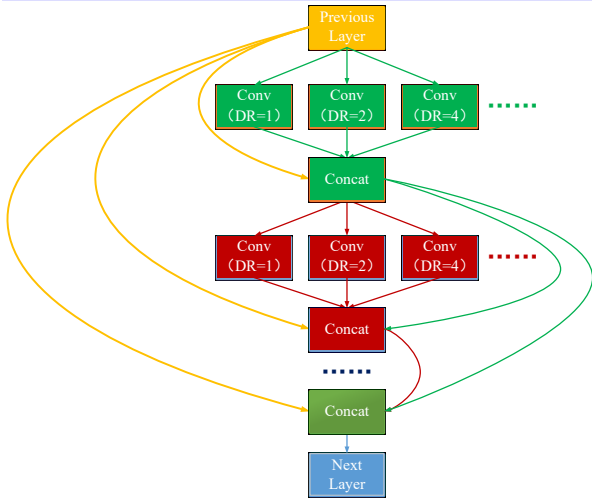 Previous
Layer
Conv
（DR=1）
Conv
（DR=2）
Conv
（DR=4）
Concat
Conv
（DR=1）
Conv
（DR=2）
Conv
（DR=4）
Concat
Concat
Next
Layer